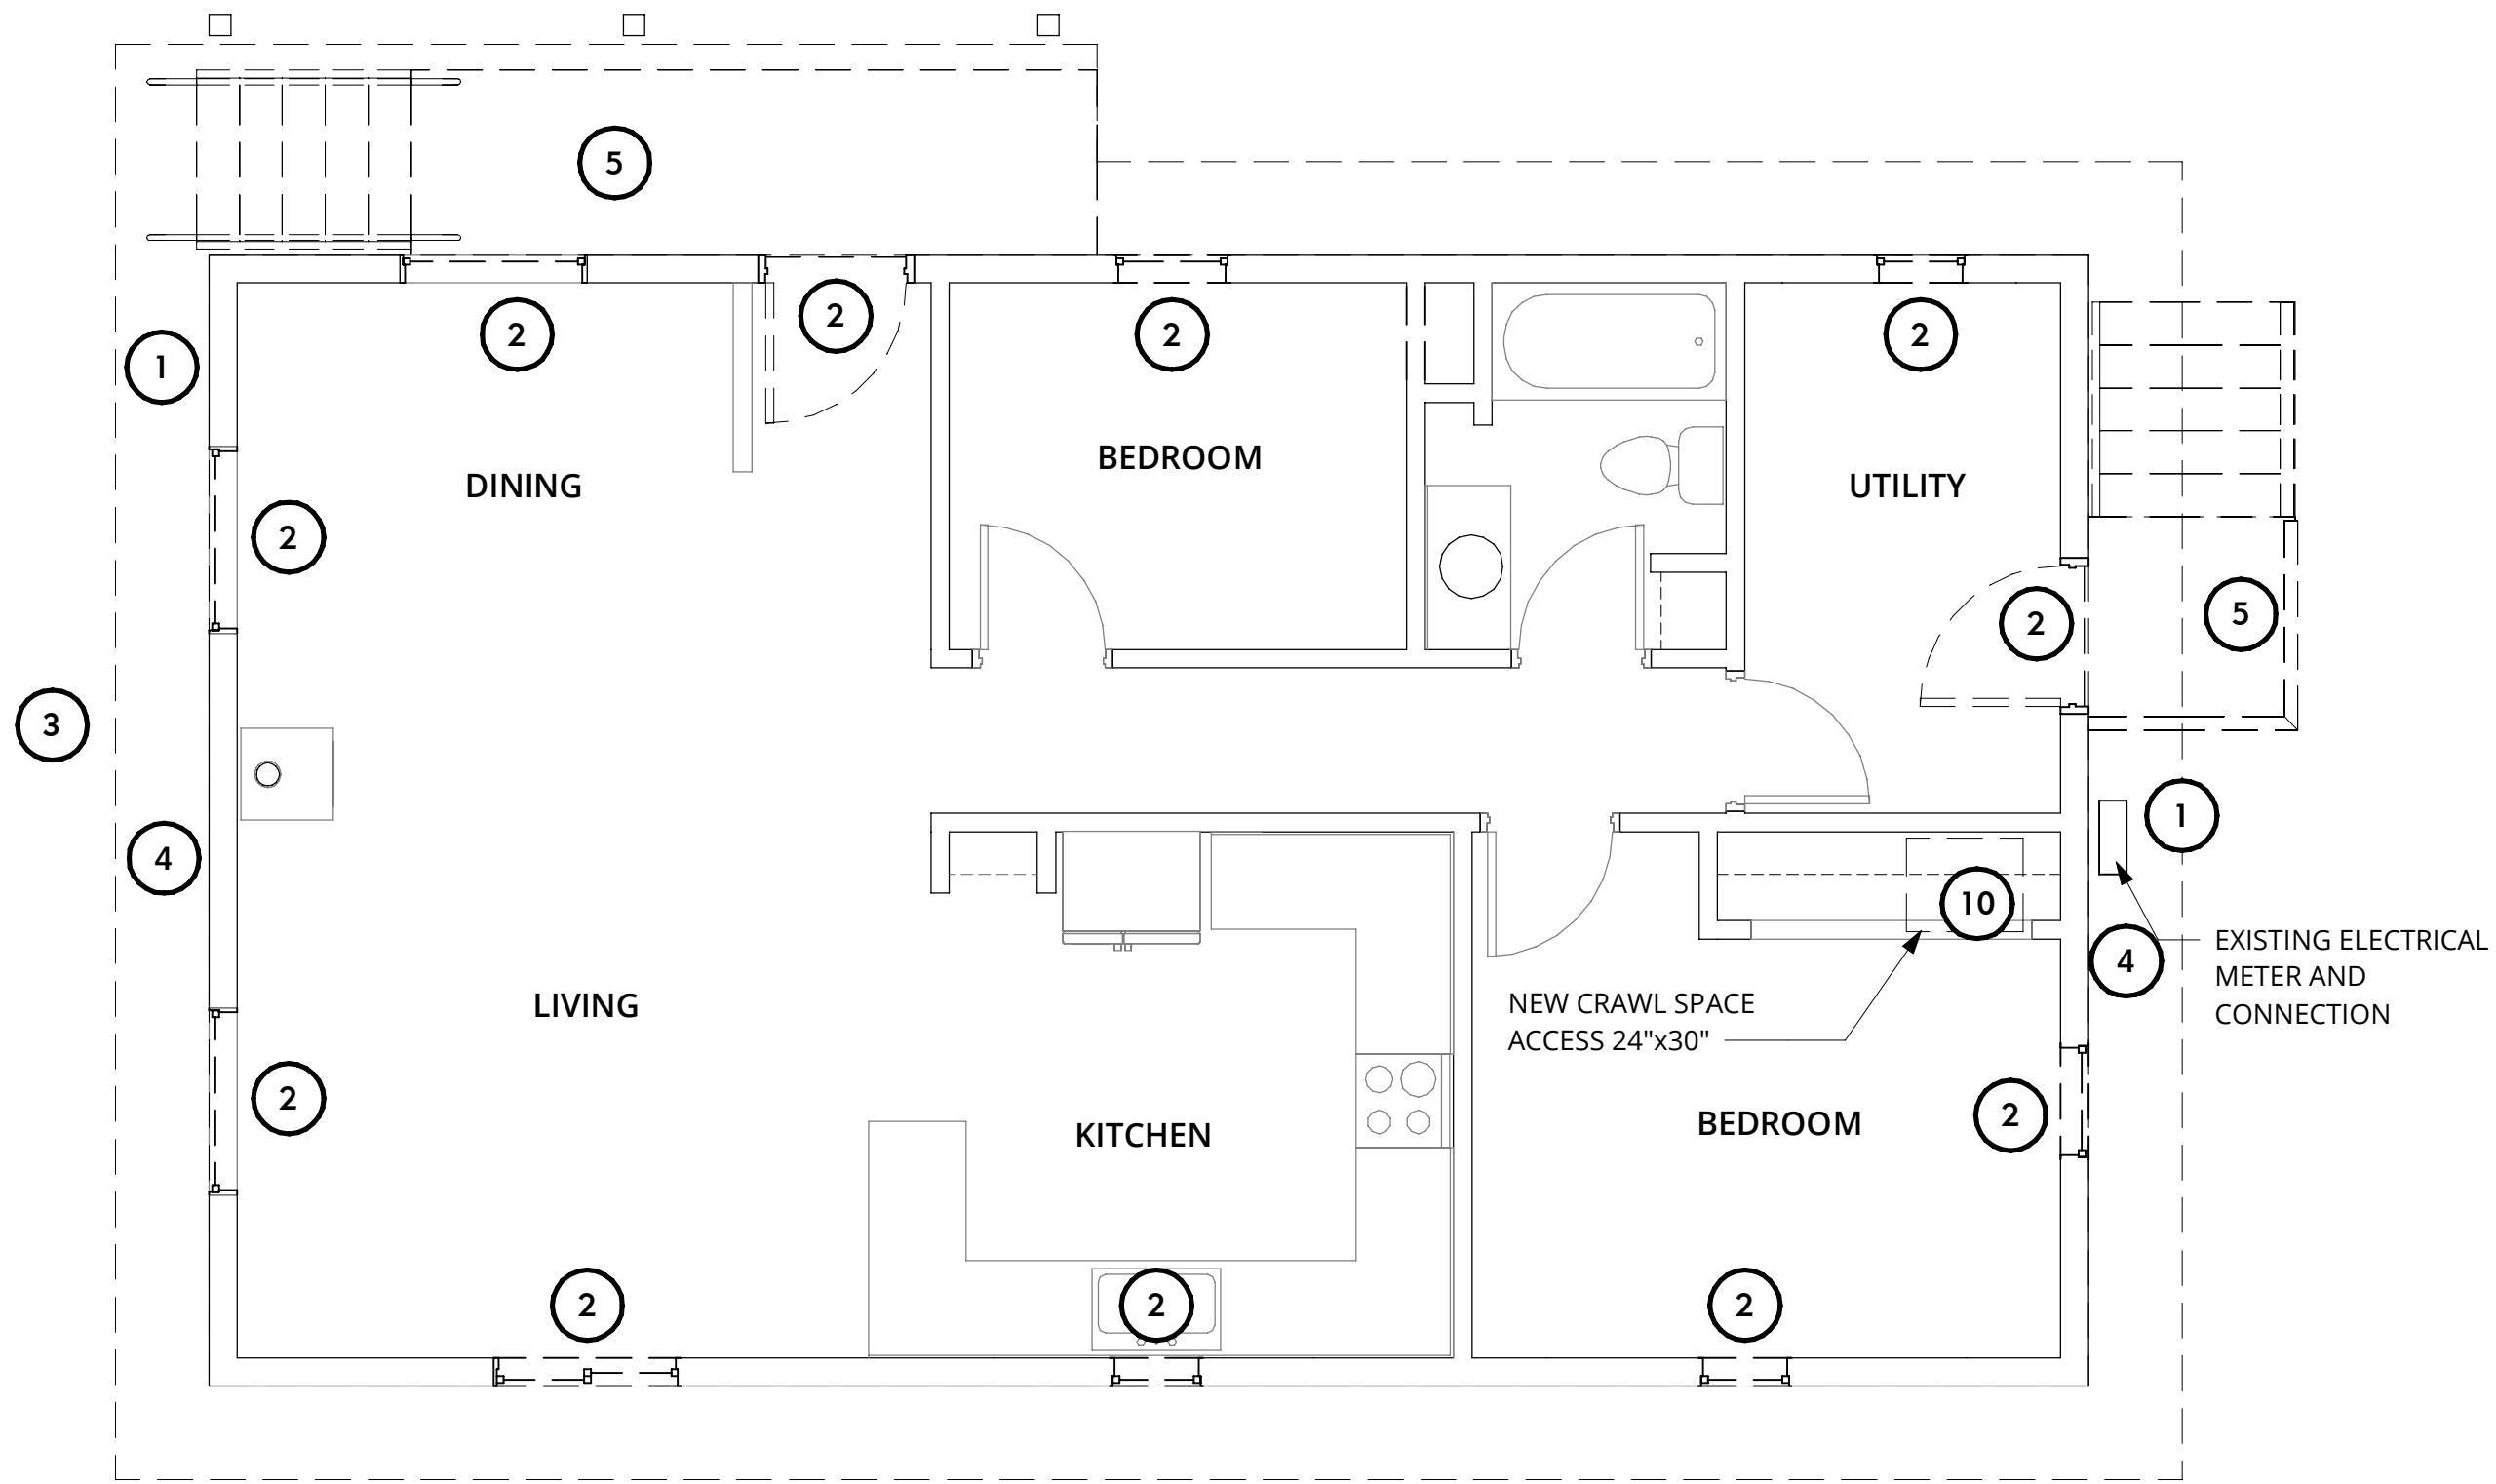 5
2
2
2
2
1
BEDROOM
DINING
UTILITY
2
2
5
3
1
4
10
EXISTING ELECTRICAL
METER AND
CONNECTION
4
NEW CRAWL SPACE
ACCESS 24"x30"
LIVING
2
KITCHEN
BEDROOM
2
2
2
2